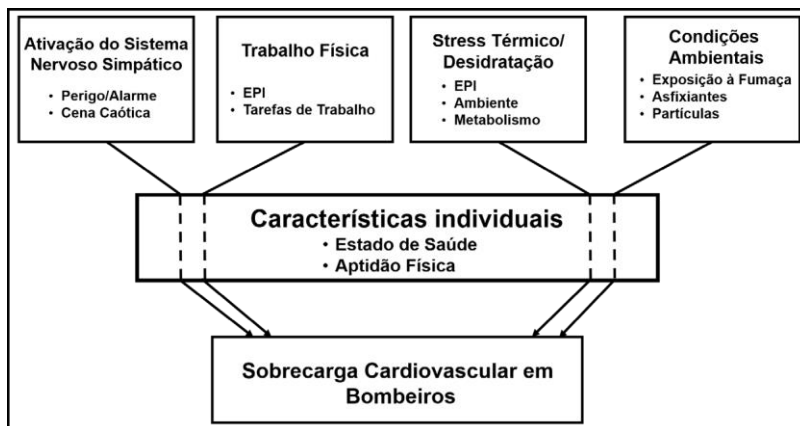 Ativação do Sistema
Nervoso Simpático
• Perigo/Alarme
• Cena Caótica
Trabalho Física
• EPI
• Tarefas de Trabalho
Stress Térmico/
Desidratação
• EPI
• Ambiente
• Metabolismo
Condições
Ambientais
• Exposição à Fumaça
• Asfixiantes
• Partículas
Características individuais
• Estado de Saúde
• Aptidão Física
Sobrecarga Cardiovascular em
Bombeiros